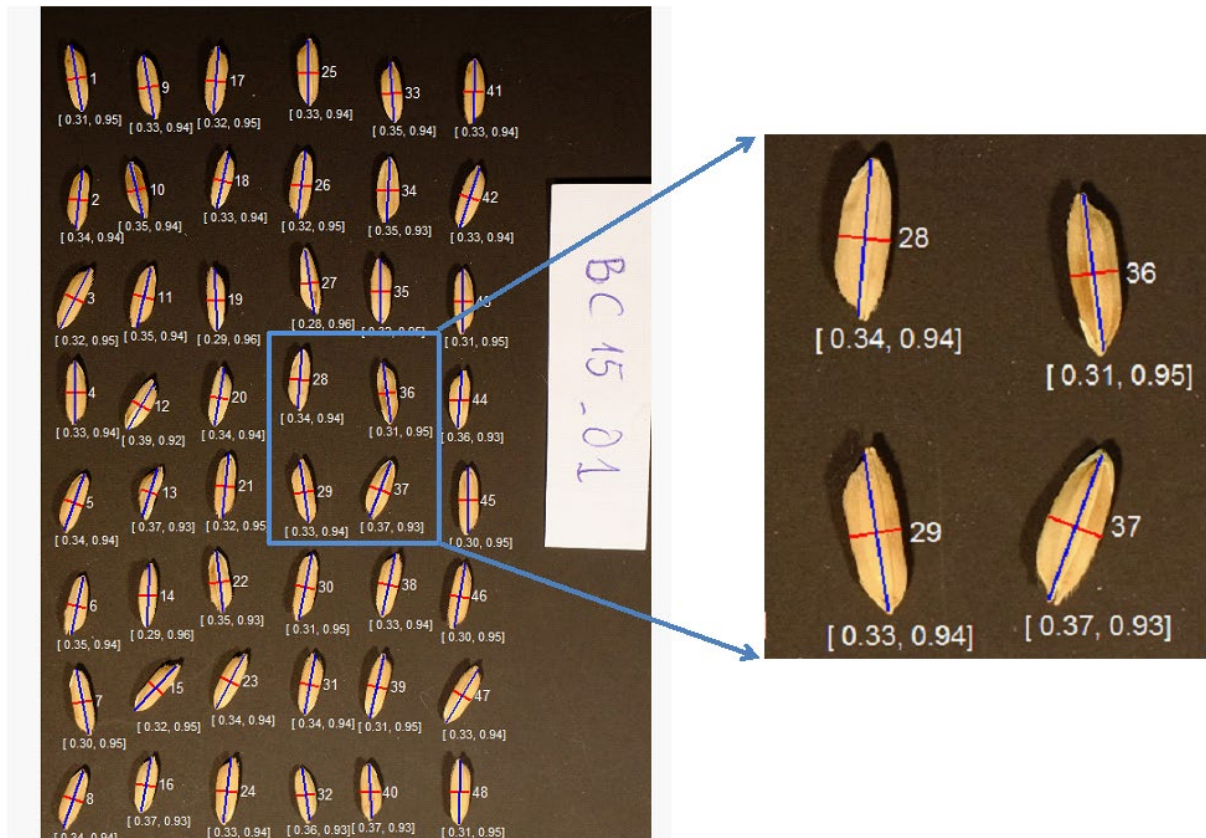 1
[ 0.31, 0.95]
9
[ 0.33, 0.94]
17
[ 0.32, 0.95]
25
[ 0.33, 0.94]
33
[ 0.35, 0.94]
41
[ 0.33, 0.94]
2
[ 0.34, 0.94]
10
[ 0.35, 0.94]
18
[ 0.33, 0.94]
26
[ 0.32, 0.95]
34
[ 0.35, 0.93]
42
[ 0.33, 0.94]
3
[ 0.32, 0.95]
11
[ 0.35, 0.94]
19
[ 0.29, 0.96]
27
[ 0.28, 0.96]
35
[ 0.31, 0.95]
4
[ 0.33, 0.94]
12
[ 0.39, 0.92]
20
[ 0.34, 0.94]
28
[ 0.34, 0.94]
36
[ 0.31, 0.95]
44
[ 0.36, 0.93]
5
[ 0.34, 0.94]
13
[ 0.37, 0.93]
21
[ 0.32, 0.95]
29
[ 0.33, 0.94]
37
[ 0.37, 0.93]
45
[ 0.30, 0.95]
6
[ 0.35, 0.94]
14
[ 0.29, 0.96]
22
[ 0.35, 0.93]
30
[ 0.31, 0.95]
38
[ 0.33, 0.94]
46
[ 0.30, 0.95]
7
[ 0.30, 0.95]
15
[ 0.32, 0.95]
23
[ 0.34, 0.94]
31
[ 0.34, 0.94]
39
[ 0.31, 0.95]
47
[ 0.33, 0.94]
8
16
[ 0.37, 0.93]
24
[ 0.33, 0.94]
32
[ 0.36, 0.93]
40
[ 0.37, 0.93]
48
[ 0.31, 0.95]
BC 15-01
28
[ 0.34, 0.94]
36
[ 0.31, 0.95]
29
[ 0.33, 0.94]
37
[ 0.37, 0.93]